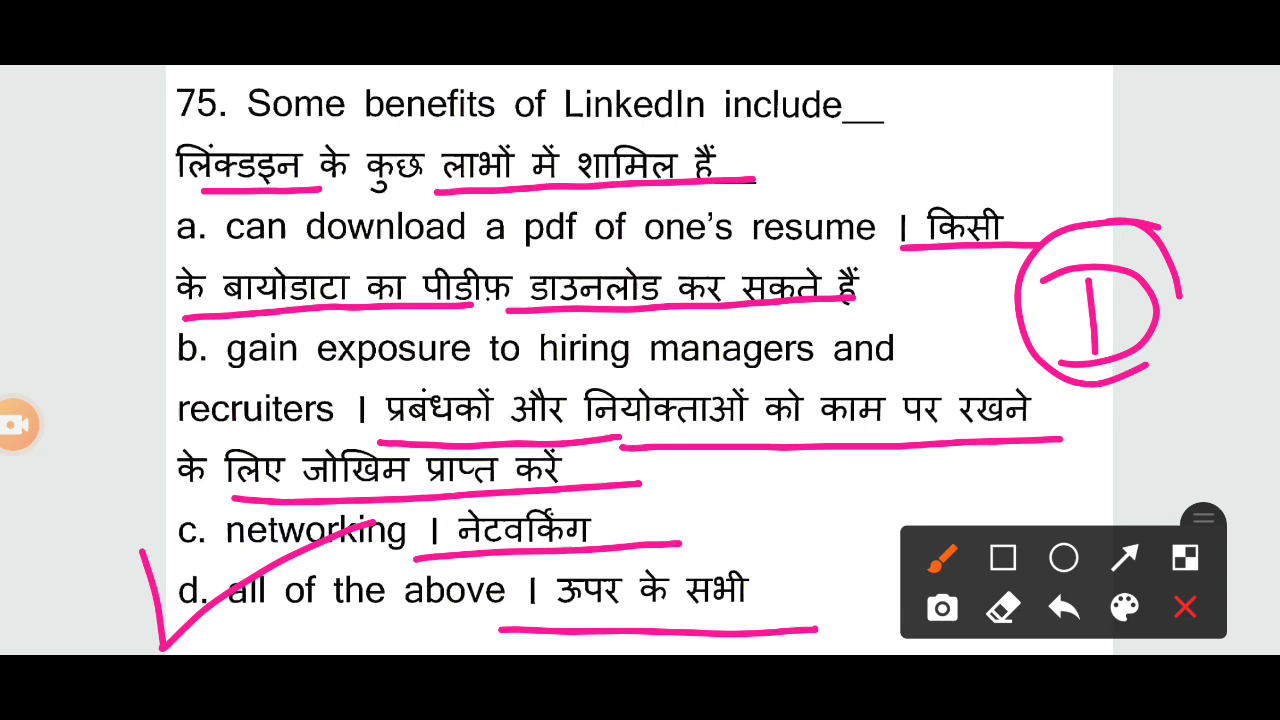 75. Some benefits of LinkedIn include__
लिंक्डइन के कुछ लाभों में शामिल हैं__
a. can download a pdf of one’s resume | किसी
के बायोडाटा का पीडीफ़ डाउनलोड कर सकते हैं
b. gain exposure to hiring managers and
recruiters | प्रबंधकों और नियोक्ताओं को काम पर रखने
के लिए जोखिम प्राप्त करें
c. networking | नेटवर्किंग
d. all of the above | ऊपर के सभी
D